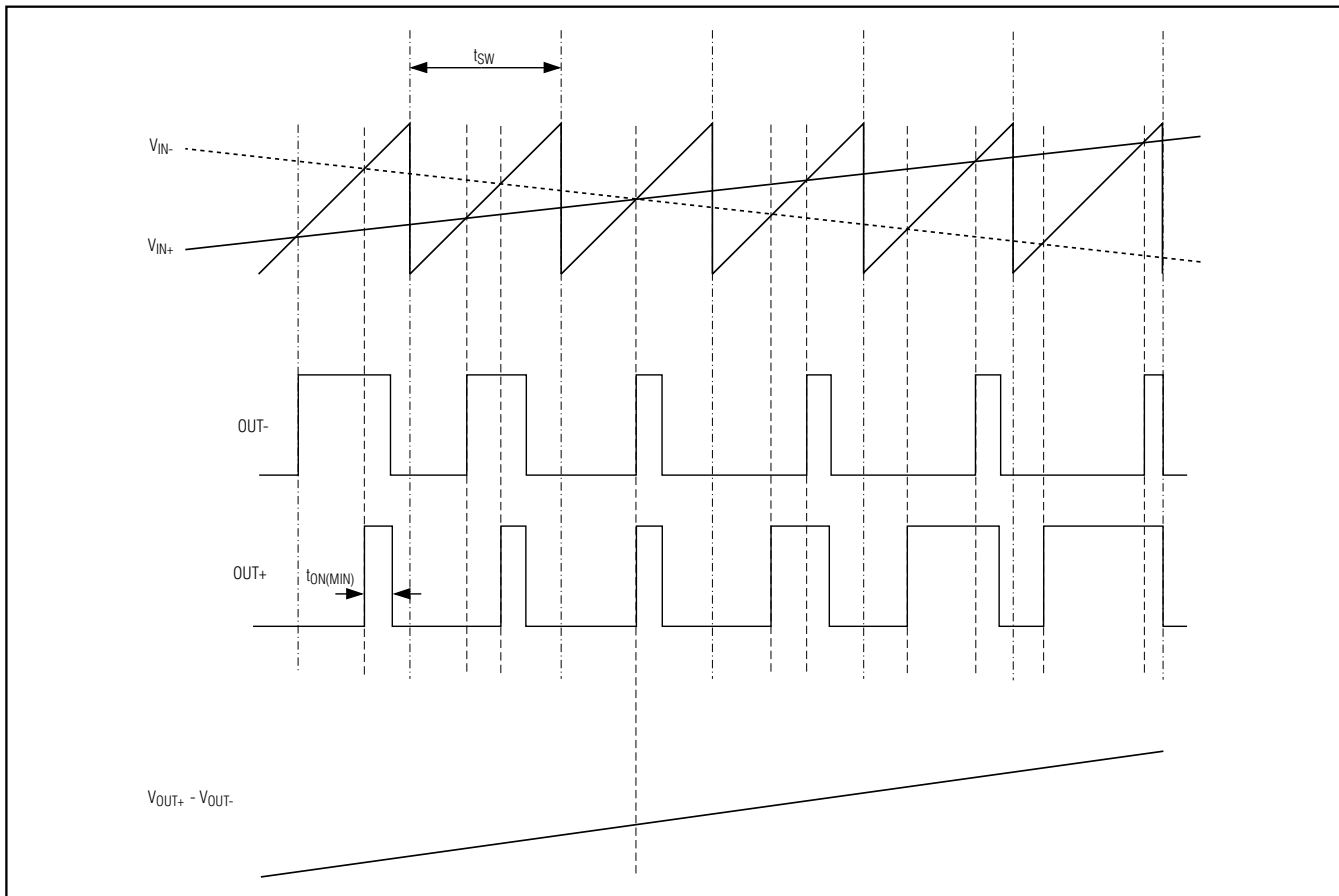 tSW
VIN-
VIN+
OUT-
OUT+
tON(MIN)
VOUT+ - VOUT-